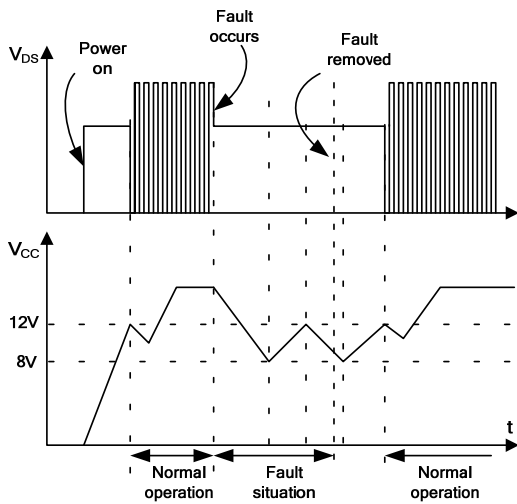 Fault
occurs
Power
on
Fault
removed
VDS
VCC
12V
8V
t
Normal
operation
Fault
situation
Normal
operation